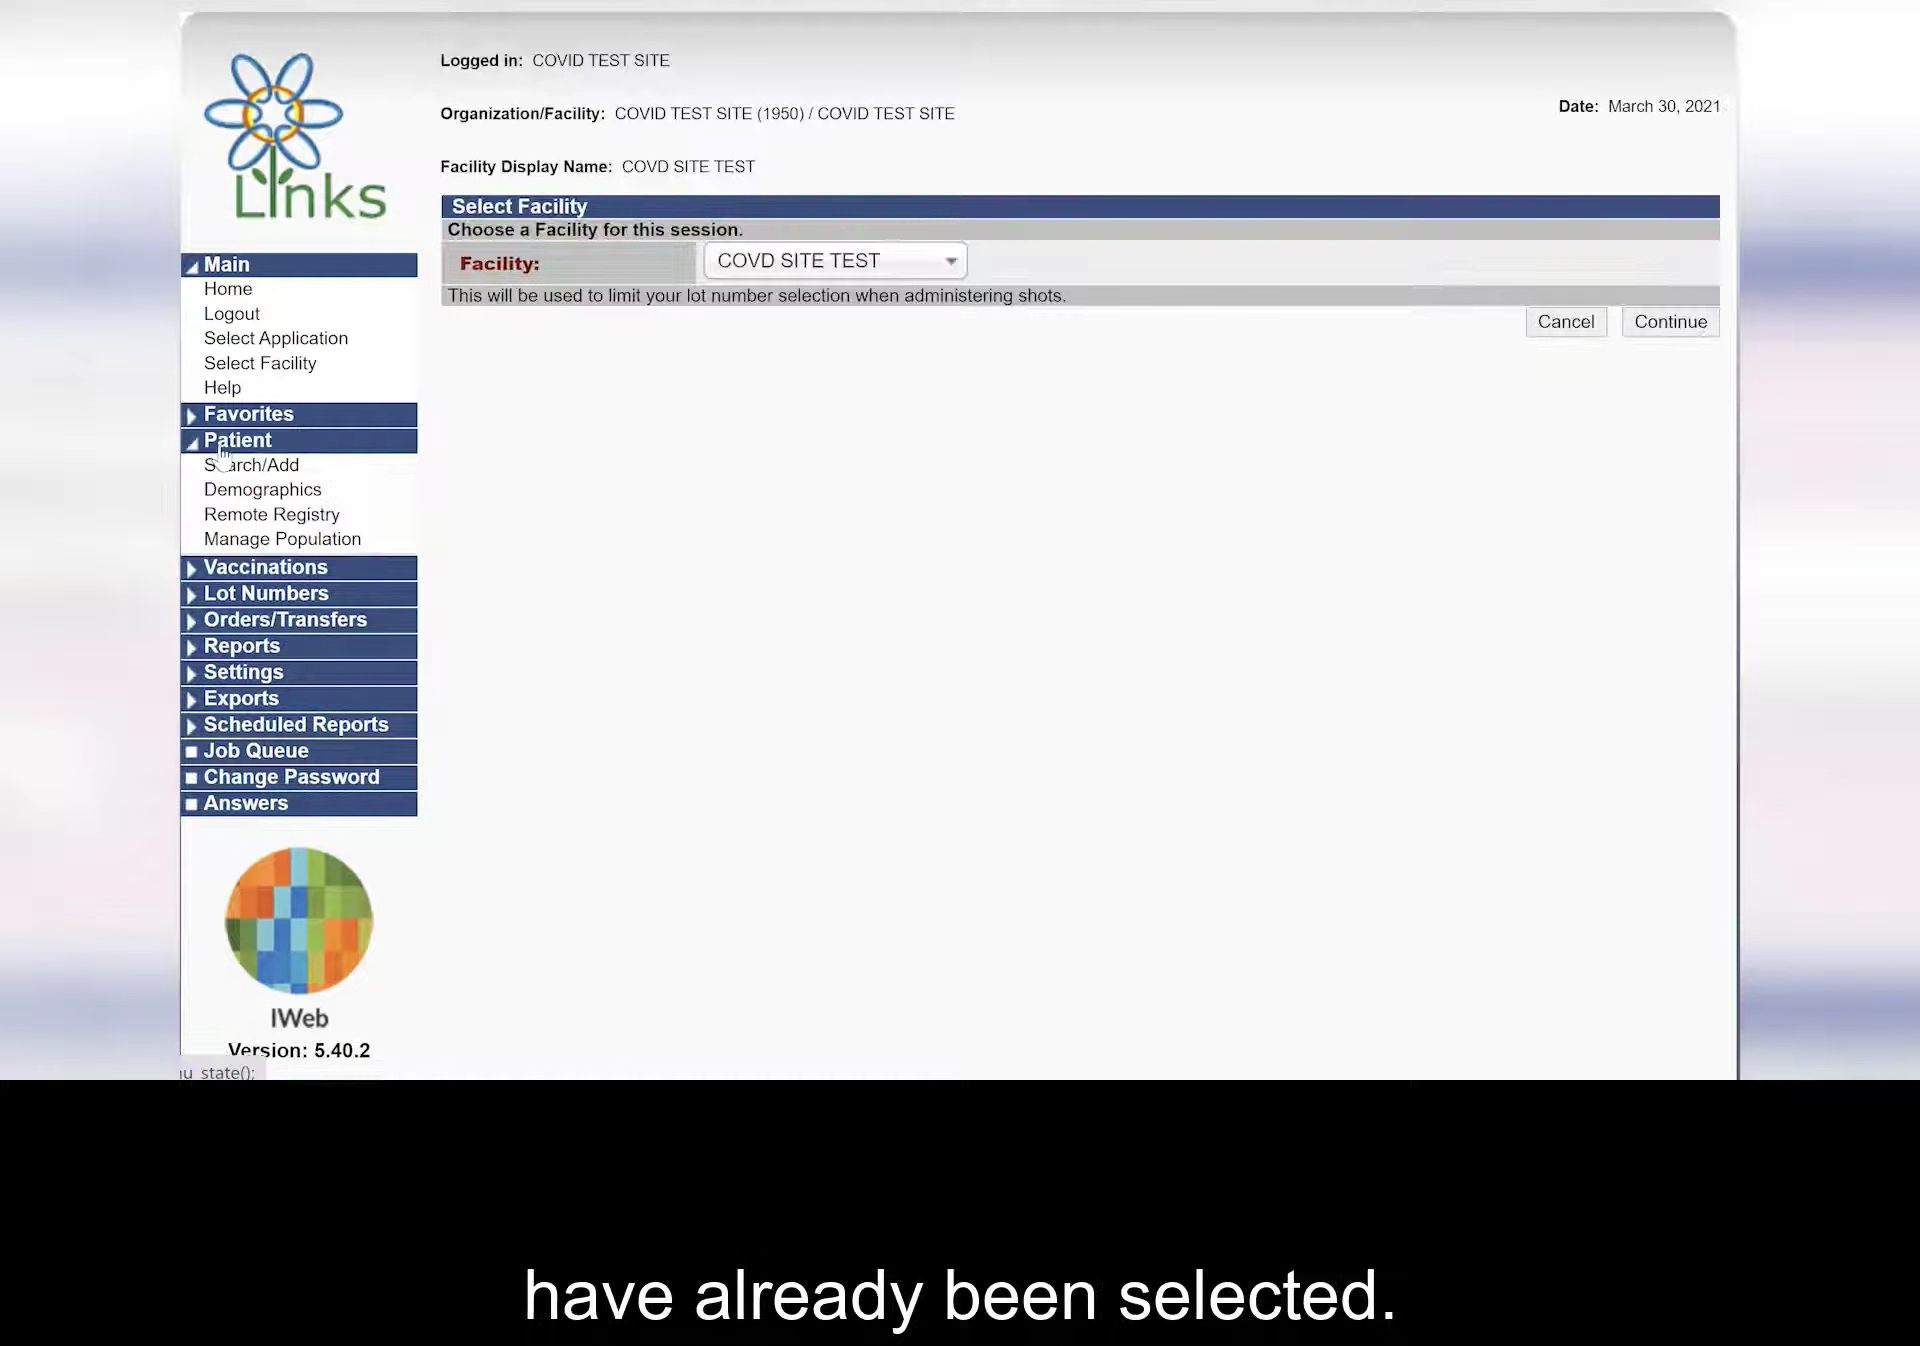 Links
Logged in: COVID TEST SITE
Organization/Facility: COVID TEST SITE (1950) / COVID TEST SITE
Date: March 30, 2021
Facility Display Name: COVD SITE TEST
Select Facility
Choose a Facility for this session.
Facility: COVD SITE TEST
This will be used to limit your lot number selection when administering shots.
Cancel Continue
Main
Home
Logout
Select Application
Select Facility
Help
Favorites
Patient
Search/Add
Demographics
Remote Registry
Manage Population
Vaccinations
Lot Numbers
Orders/Transfers
Reports
Settings
Exports
Scheduled Reports
Job Queue
Change Password
Answers
IWeb
Version: 5.40.2
nu_state();
have already been selected.